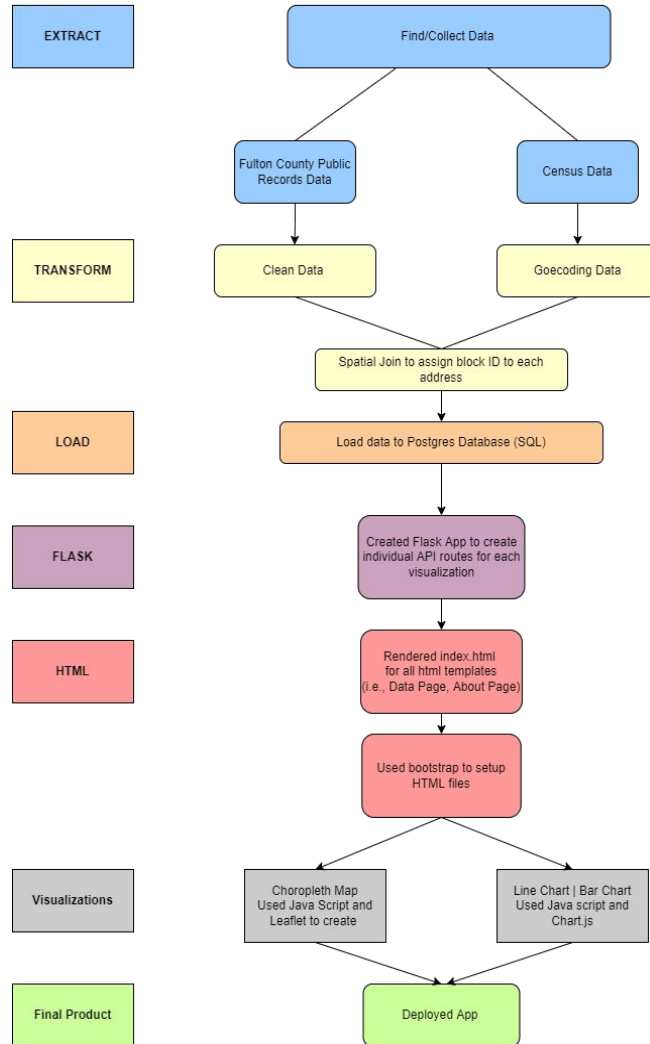 EXTRACT
Find/Collect Data
Fulton County Public
Records Data
Census Data
TRANSFORM
Clean Data
Goecoding Data
Spatial Join to assign block ID to each
address
LOAD
Load data to Postgres Database (SQL)
FLASK
Created Flask App to create
individual API routes for each
visualization
HTML
Rendered index.html
for all html templates
(i.e., Data Page, About Page)
Used bootstrap to setup
HTML files
Visualizations
Choropleth Map
Used Java Script and
Leaflet to create
Line Chart | Bar Chart
Used Java script and
Chart.js
Final Product
Deployed App